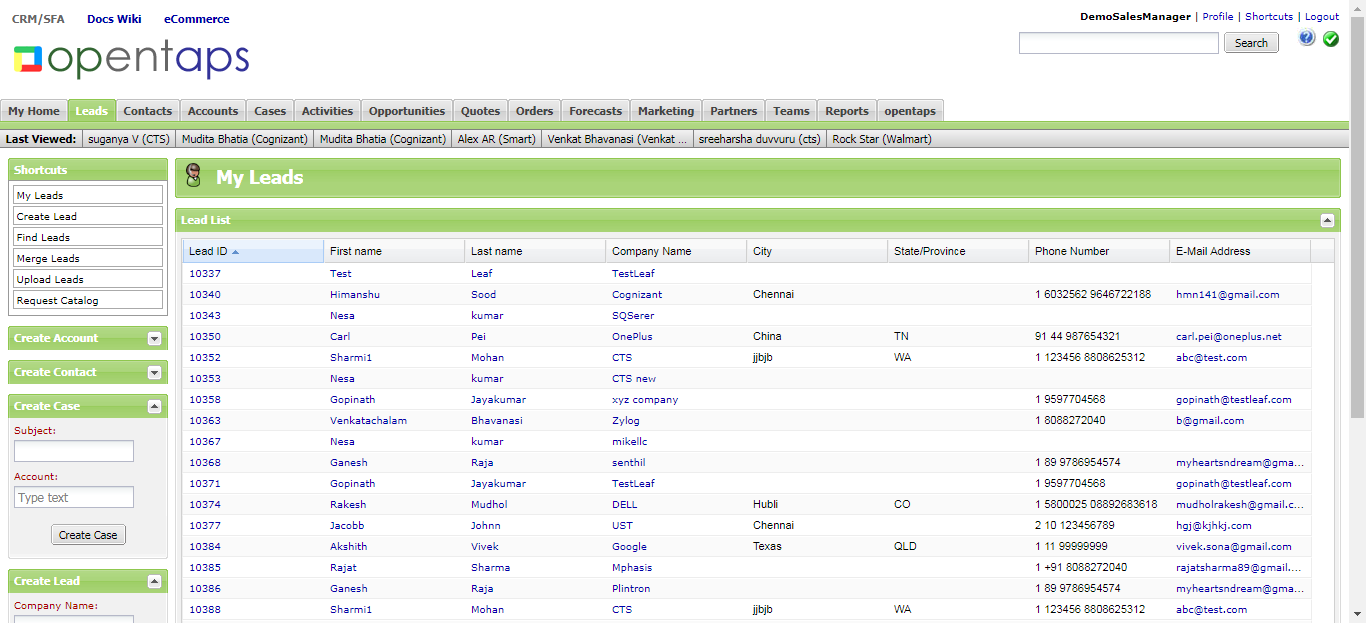 CRM/SFA Docs Wiki eCommerce
DemoSalesManager | Profile | Shortcuts | Logout
opentaps
Search
My Home Leads Contacts Accounts Cases Activities Opportunities Quotes Orders Forecasts Marketing Partners Teams Reports opentaps
Last Viewed: suganya V (CTS) Mudita Bhatia (Cognizant) Mudita Bhatia (Cognizant) Alex AR (Smart) Venkat Bhavanasi (Venkat ... sreeharsha duvvuru (cts) Rock Star (Walmart)
Shortcuts
My Leads
Create Lead
Find Leads
Merge Leads
Upload Leads
Request Catalog
Create Account
Create Contact
Create Case
Subject:
Account:
Type text
Create Case
Create Lead
Company Name:
My Leads
Lead List
Lead ID First name Last name Company Name City State/Province Phone Number E-Mail Address
10337 Test Leaf TestLeaf
10340 Himanshu Sood Cognizant Chennai 1 6032562 9646722188 hmn141@gmail.com
10343 Nesa kumar SQSerer
10350 Carl Pei OnePlus China TN 91 44 987654321 carl.pei@oneplus.net
10352 Sharmi1 Mohan CTS jjbjb WA 1 123456 8808625312 abc@test.com
10353 Nesa kumar CTS new
10358 Gopinath Jayakumar xyz company 1 9597704568 gopinath@testleaf.com
10363 Venkatachalam Bhavanasi Zylog 1 8088272040 b@gmail.com
10367 Nesa kumar mikellc
10368 Ganesh Raja senthil 1 89 9786954574 myheartsndream@gma...
10371 Gopinath Jayakumar TestLeaf 1 9597704568 gopinath@testleaf.com
10374 Rakesh Mudhol DELL Hubli CO 1 5800025 08892683618 mudholrakesh@gmail.c...
10377 Jacobb Johnn UST Chennai 2 10 123456789 hgj@kjhkj.com
10384 Akshith Vivek Google Texas QLD 1 11 99999999 vivek.sona@gmail.com
10385 Rajat Sharma Mphasis 1 +91 8088272040 rajatsharma89@gmail....
10386 Ganesh Raja Plintron 1 89 9786954574 myheartsndream@gma...
10388 Sharmi1 Mohan CTS jjbjb WA 1 123456 8808625312 abc@test.com